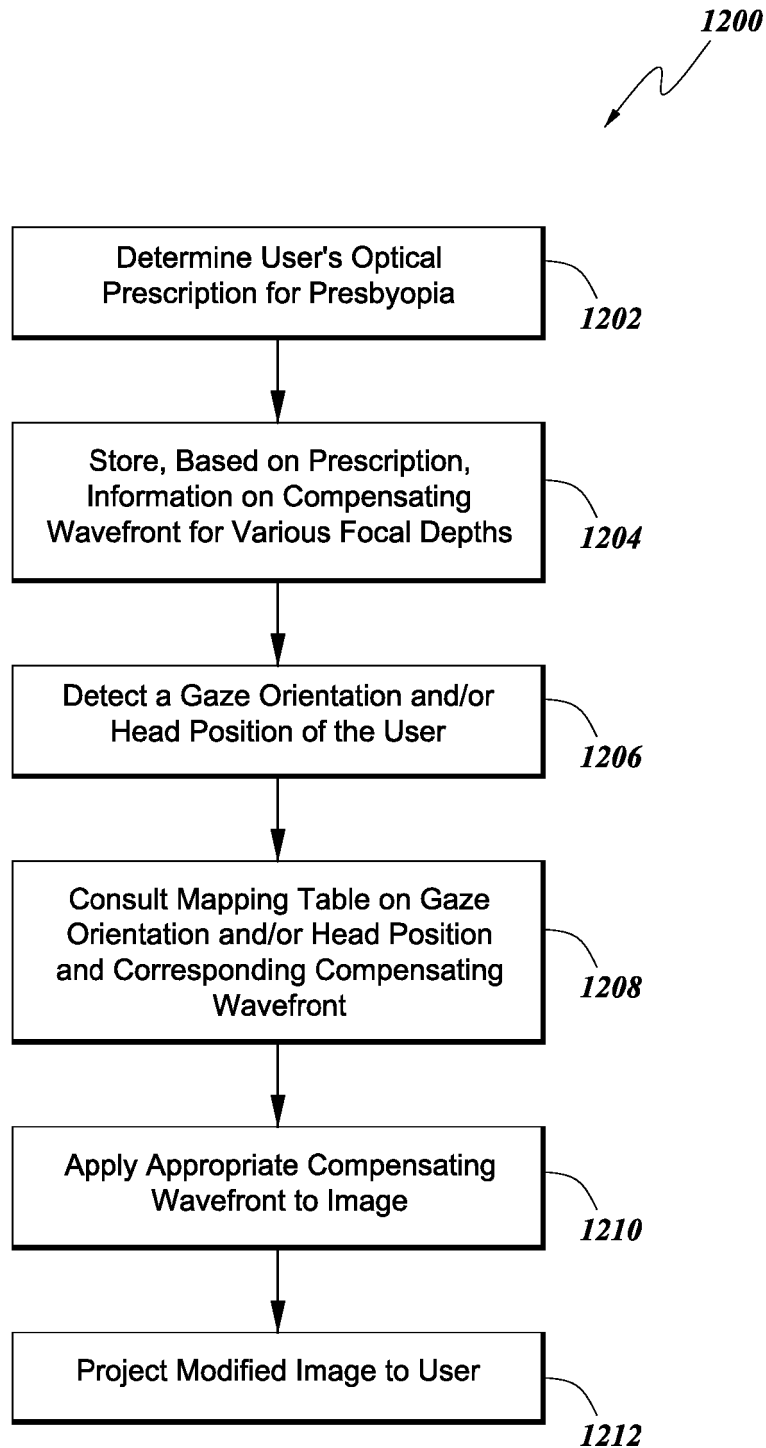 1200
Determine User's Optical
Prescription for Presbyopia
1202
Store, Based on Prescription,
Information on Compensating
Wavefront for Various Focal Depths
1204
Detect a Gaze Orientation and/or
Head Position of the User
1206
Consult Mapping Table on Gaze
Orientation and/or Head Position
and Corresponding Compensating
Wavefront
1208
Apply Appropriate Compensating
Wavefront to Image
1210
Project Modified Image to User
1212